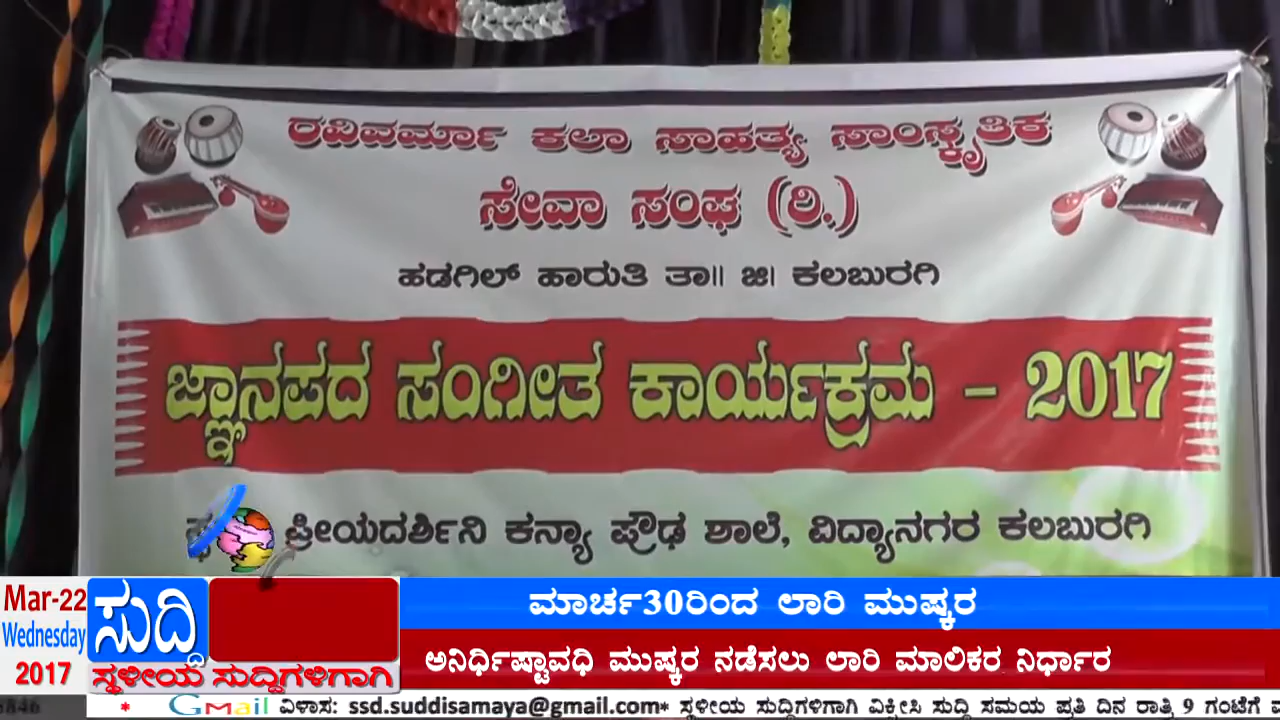 ರವಿವರ್ಮಾ ಕಲಾ ಸಾಹತ್ಯ ಸಾಂಸ್ಕೃತಿಕ
ಸೇವಾ ಸಂಘ (ರಿ.)
ಹಡಗಿಲ್ ಹಾರುತಿ ತಾ॥ ಜಿ। ಕಲಬುರಗಿ
ಜ್ಞಾನಪದ ಸಂಗೀತ ಕಾರ್ಯಕ್ರಮ - 2017
ಪ್ರೀಯದರ್ಶಿನಿ ಕನ್ಯಾ ಪ್ರೌಢ ಶಾಲೆ, ವಿದ್ಯಾನಗರ ಕಲಬುರಗಿ
Mar-22
Wednesday
2017
ಸುದ್ದಿ
ಸ್ಥಳೀಯ ಸುದ್ದಿಗಳಿಗಾಗಿ
ಮಾರ್ಚ30ರಿಂದ ಲಾರಿ ಮುಷ್ಕರ
ಅನಿರ್ಧಿಷ್ಟಾವಧಿ ಮುಷ್ಕರ ನಡೆಸಲು ಲಾರಿ ಮಾಲಿಕರ ನಿರ್ಧಾರ
5846 * Gmail ವಿಳಾಸ: ssd.suddisamaya@gmail.com* ಸ್ಥಳೀಯ ಸುದ್ದಿಗಳಿಗಾಗಿ ವಿಕ್ಷೀಸಿ ಸುದ್ದಿ ಸಮಯ ಪ್ರತಿ ದಿನ ರಾತ್ರಿ 9 ಗಂಟೆಗೆ